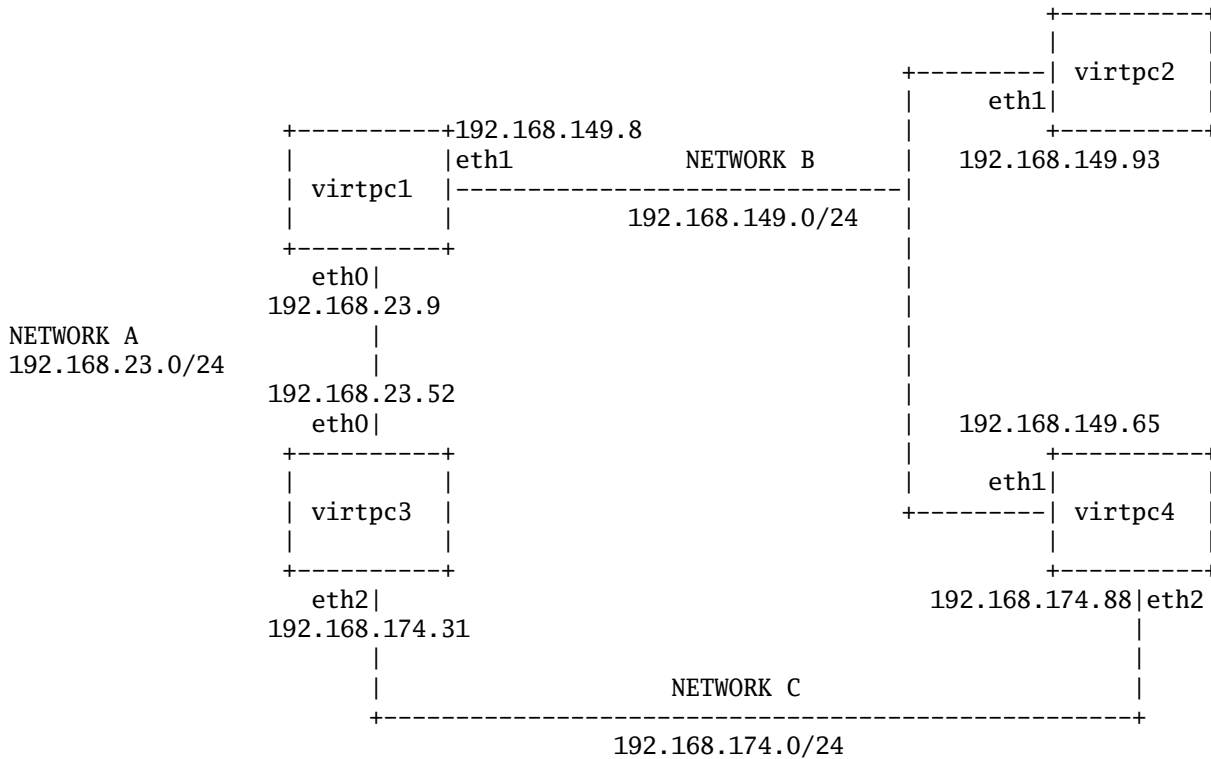 virtpc2
eth1
192.168.149.8
eth1 NETWORK B 192.168.149.93
virtpc1
192.168.149.0/24
eth0
192.168.23.9
NETWORK A
192.168.23.0/24
192.168.23.52
eth0 192.168.149.65
eth1
virtpc3 virtpc4
eth2 192.168.174.88 eth2
192.168.174.31
NETWORK C
192.168.174.0/24